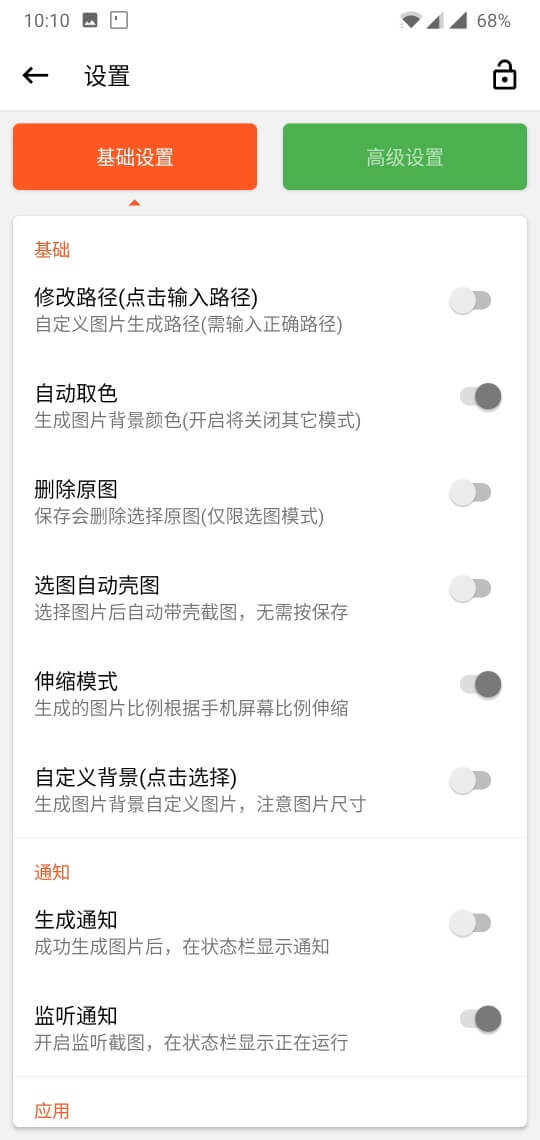 10:10
68%
设置
基础设置
高级设置
基础
修改路径(点击输入路径)
自定义图片生成路径(需输入正确路径)
自动取色
生成图片背景颜色(开启将关闭其它模式)
删除原图
保存会删除选择原图(仅限选图模式)
选图自动壳图
选择图片后自动带壳截图，无需按保存
伸缩模式
生成的图片比例根据手机屏幕比例伸缩
自定义背景(点击选择)
生成图片背景自定义图片，注意图片尺寸
通知
生成通知
成功生成图片后，在状态栏显示通知
监听通知
开启监听截图，在状态栏显示正在运行
应用